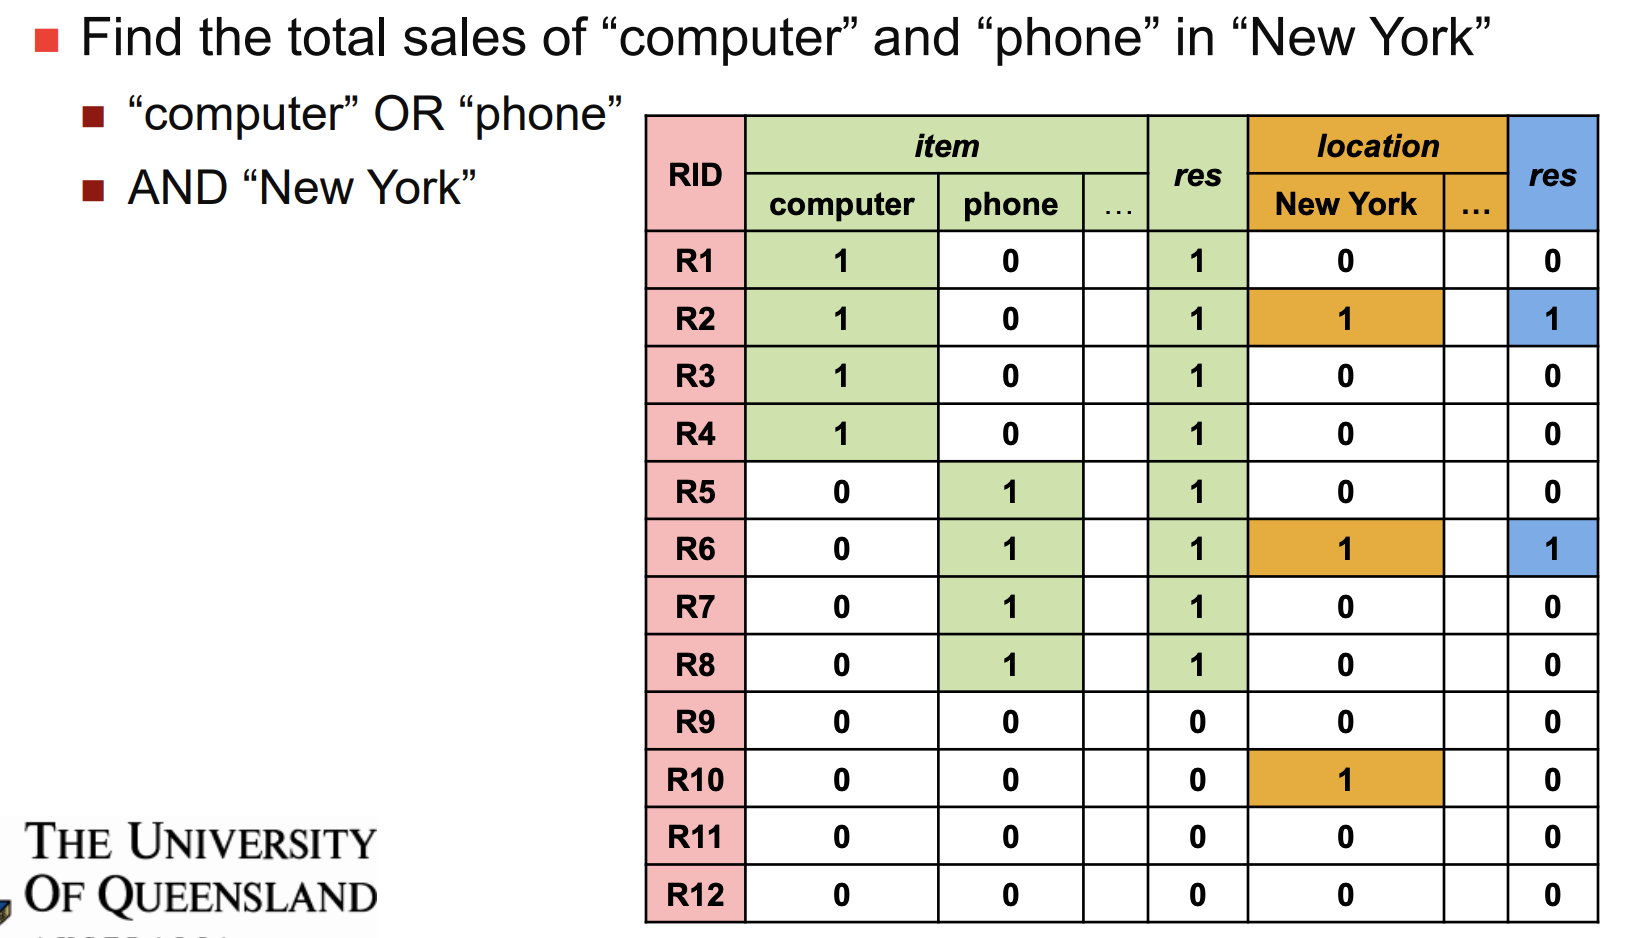 Find the total sales of “computer” and “phone” in “New York”
“computer” OR “phone”
AND “New York”
RID item res location res
computer phone ... New York ...
R1 1 0 1 0 0
R2 1 0 1 1 1
R3 1 0 1 0 0
R4 1 0 1 0 0
R5 0 1 1 0 0
R6 0 1 1 1 1
R7 0 1 1 0 0
R8 0 1 1 0 0
R9 0 0 0 0 0
R10 0 0 0 1 0
R11 0 0 0 0 0
R12 0 0 0 0 0
THE UNIVERSITY
OF QUEENSLAND